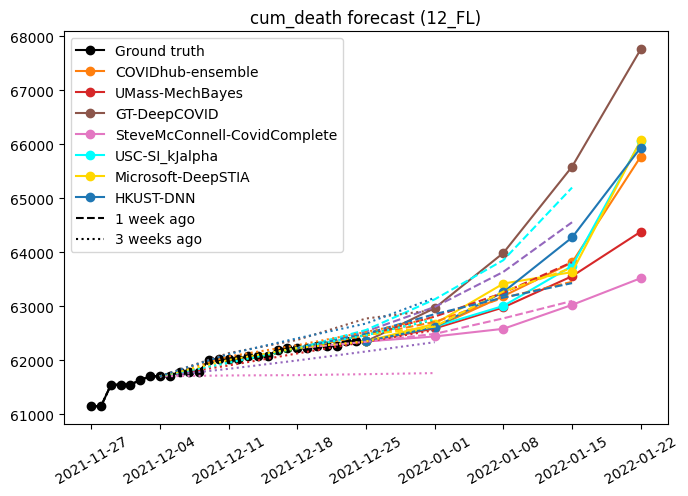 cum_death forecast (12_FL)
68000
67000
66000
65000
64000
63000
62000
61000
Ground truth
COVIDhub-ensemble
UMass-MechBayes
GT-DeepCOVID
SteveMcConnell-CovidComplete
USC-SI_kJalpha
Microsoft-DeepSTIA
HKUST-DNN
1 week ago
3 weeks ago
2021-11-27
2021-12-04
2021-12-11
2021-12-18
2021-12-25
2022-01-01
2022-01-08
2022-01-15
2022-01-22